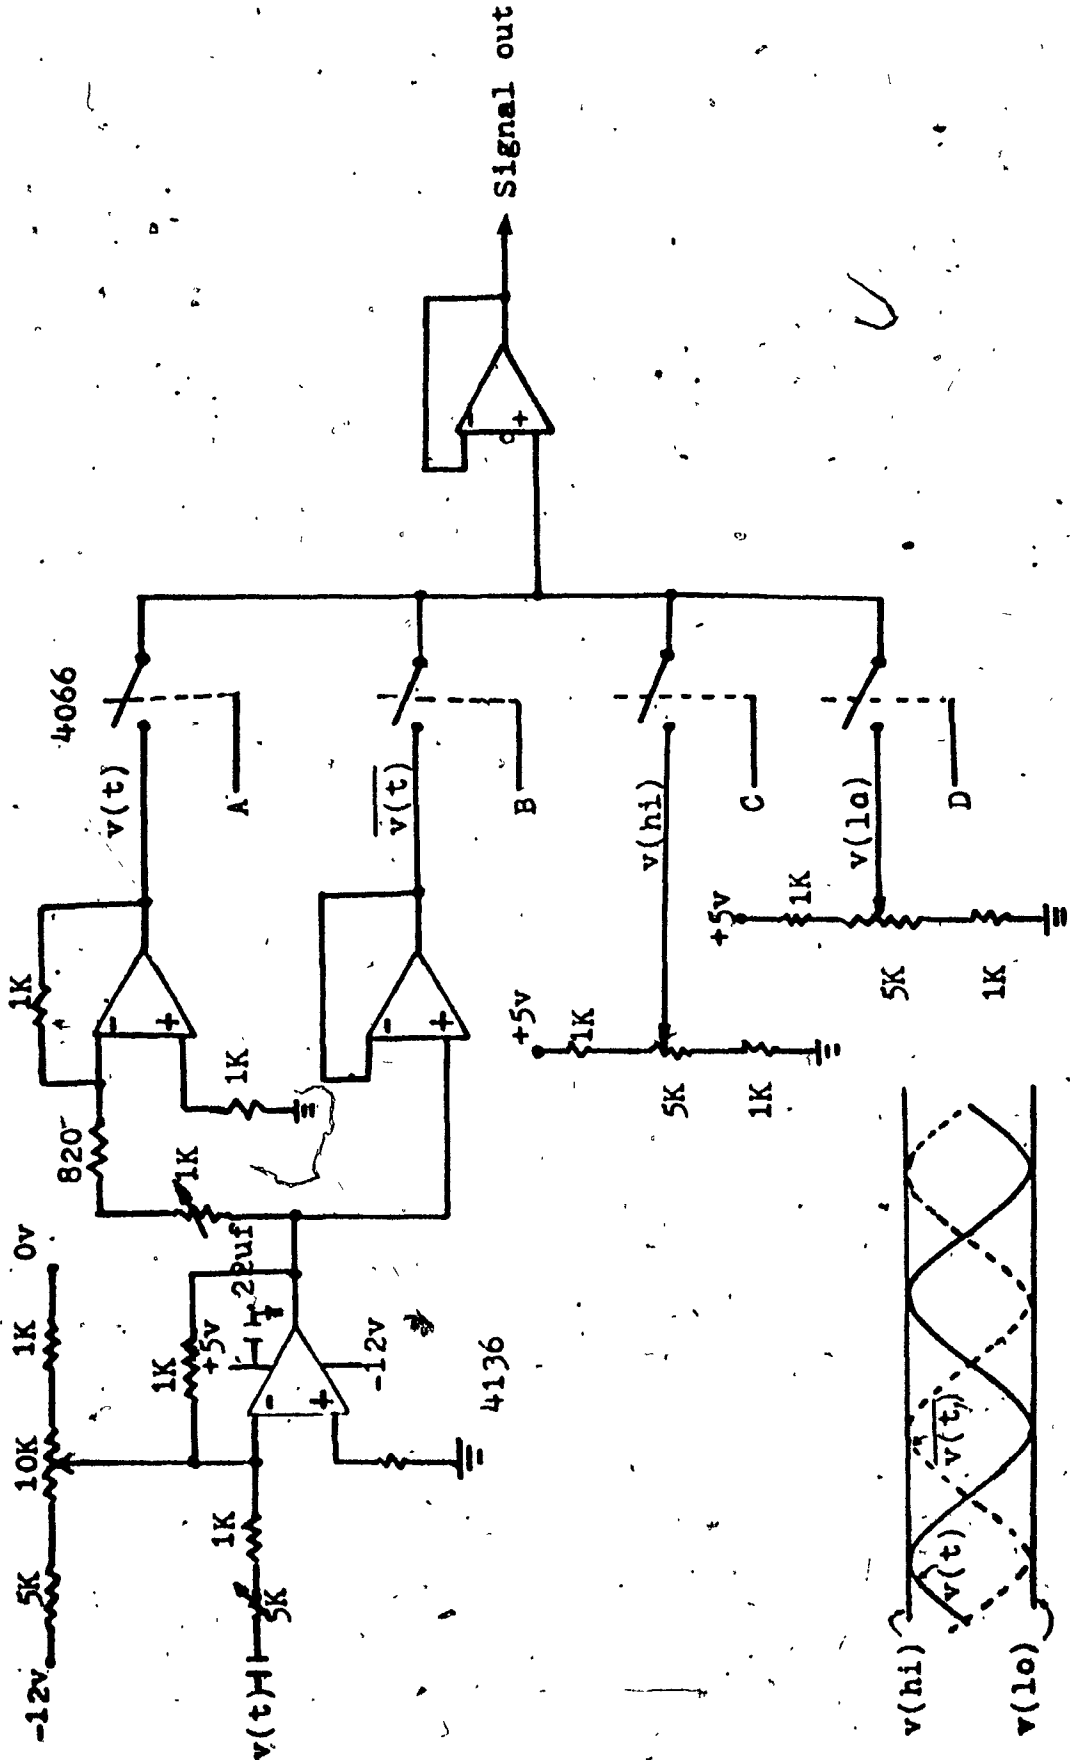 -12v
5K
10K
1K
0v
v(t)
5K
1K
1K
+5v
22uf
-12v
4136
820
1K
1K
-
+
1K
v(t)
4066
A
-
+
v(t)
B
-
+
+5v
1K
5K
1K
v(hi)
C
+5v
1K
5K
1K
v(lo)
D
-
+
Signal out
v(hi)
v(lo)
v(t)
v(t)